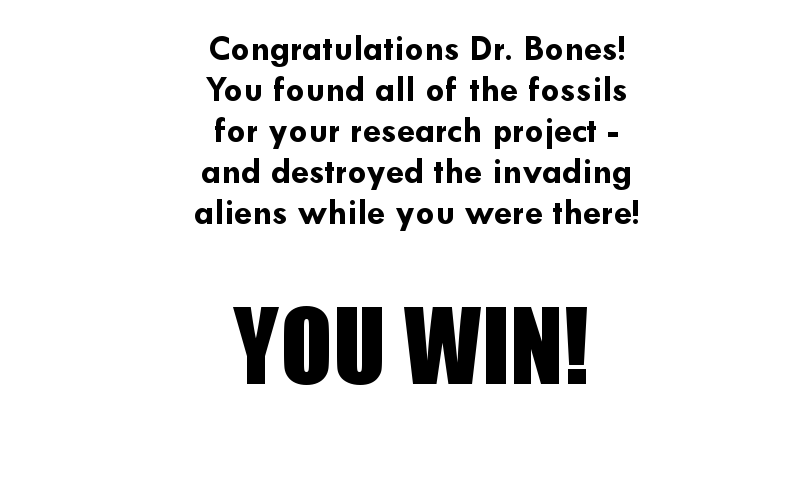 Congratulations Dr. Bones!
You found all of the fossils
for your research project -
and destroyed the invading
aliens while you were there!
YOU WIN!